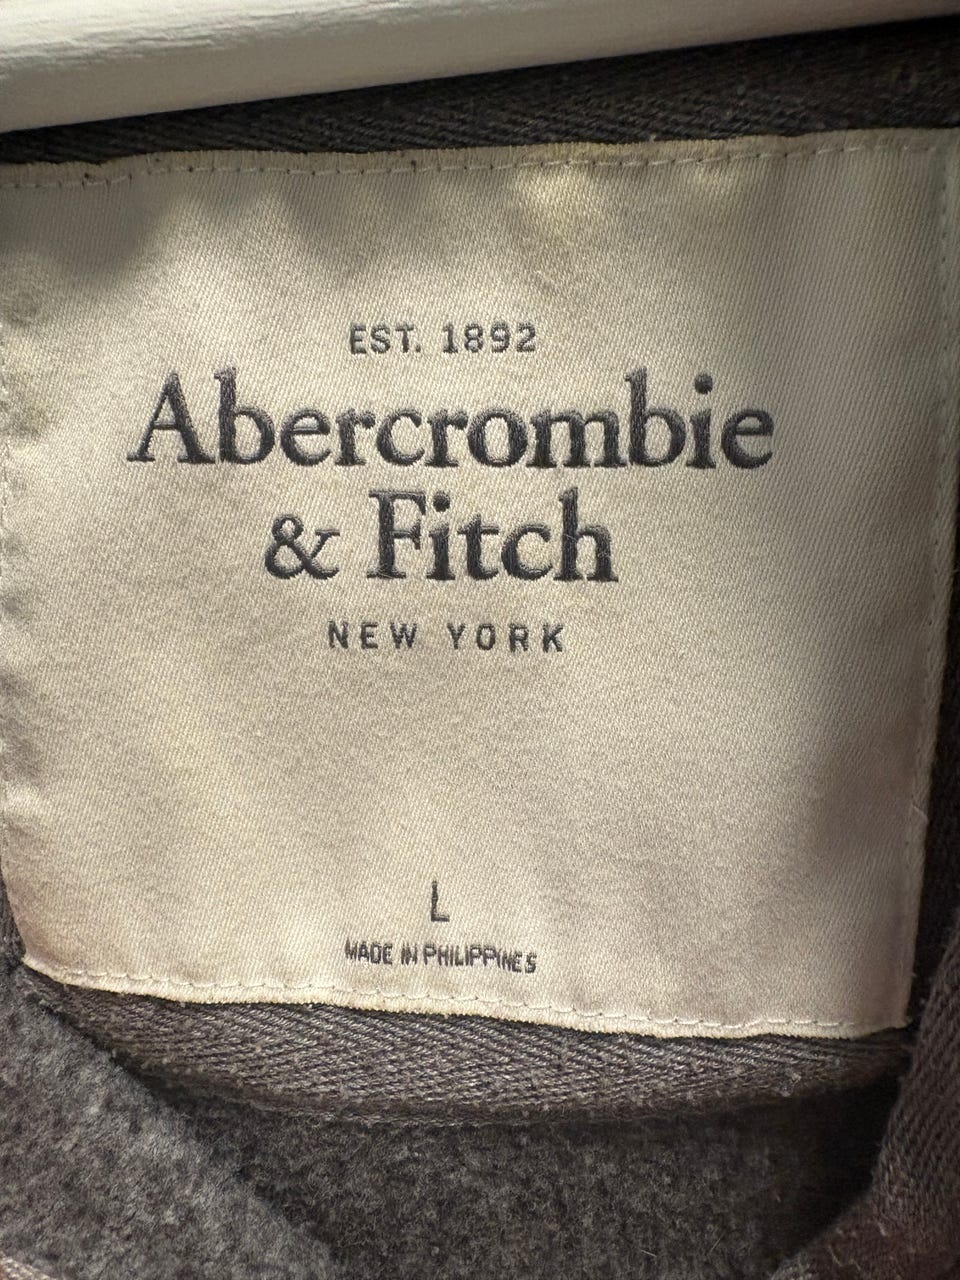 EST. 1892
Abercrombie
& Fitch
NEW YORK
L
MADE IN PHILIPPINES